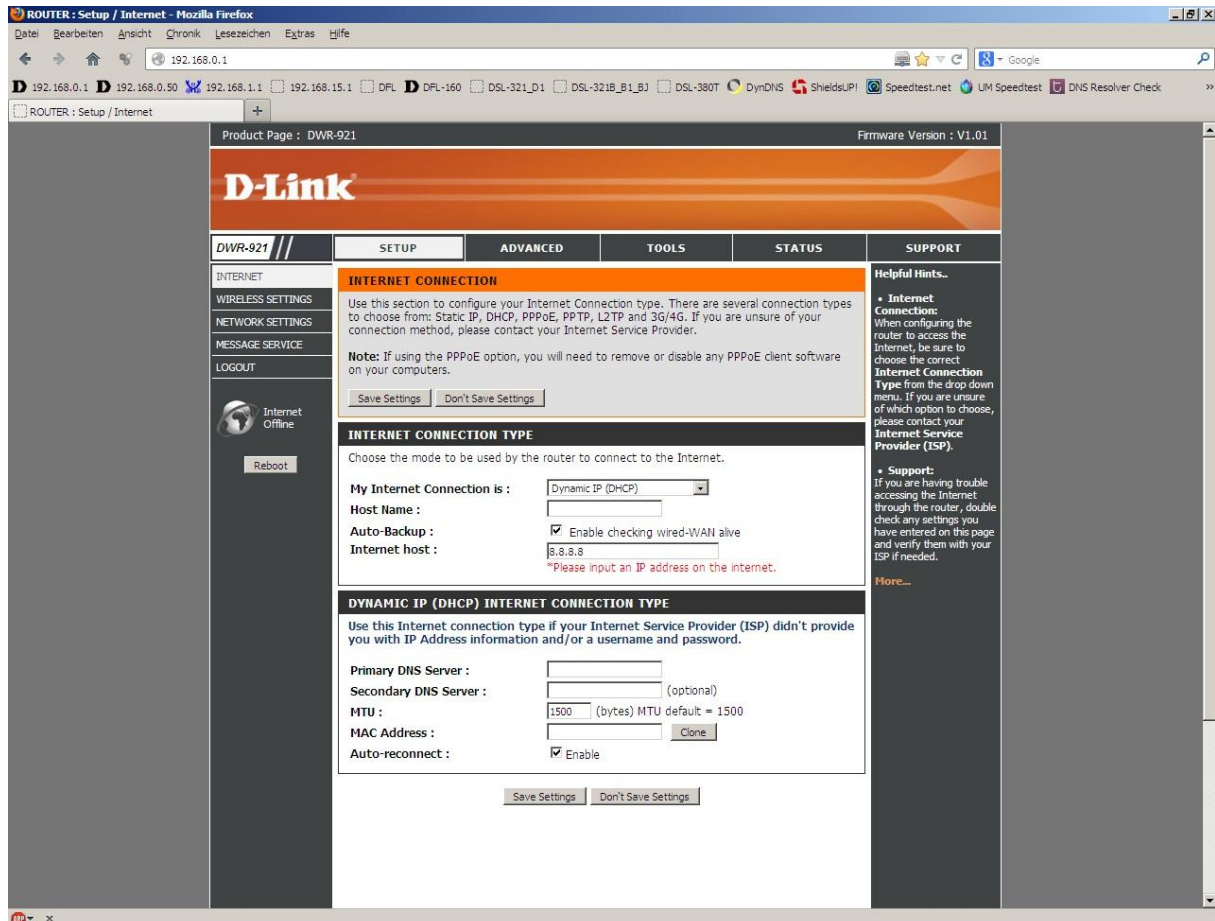 ROUTER : Setup / Internet - Mozilla Firefox
Datei Bearbeiten Ansicht Chronik Lesezeichen Extras Hilfe
192.168.0.1
Google
192.168.0.1 192.168.0.50 192.168.1.1 192.168.15.1 DFL DFL-160 DSL-321_D1 DSL-321B_B1_BJ DSL-380T DynDNS ShieldsUP! Speedtest.net UM Speedtest DNS Resolver Check »
ROUTER : Setup / Internet
Product Page : DWR-921
Firmware Version : V1.01
D-Link
DWR-921
SETUP
ADVANCED
TOOLS
STATUS
SUPPORT
INTERNET
WIRELESS SETTINGS
NETWORK SETTINGS
MESSAGE SERVICE
LOGOUT
Internet
Offline
Reboot
INTERNET CONNECTION
Use this section to configure your Internet Connection type. There are several connection types
to choose from: Static IP, DHCP, PPPoE, PPTP, L2TP and 3G/4G. If you are unsure of your
connection method, please contact your Internet Service Provider.
Note: If using the PPPoE option, you will need to remove or disable any PPPoE client software
on your computers.
Save Settings Don't Save Settings
INTERNET CONNECTION TYPE
Choose the mode to be used by the router to connect to the Internet.
My Internet Connection is : Dynamic IP (DHCP)
Host Name :
Auto-Backup : Enable checking wired-WAN alive
Internet host : 8.8.8.8
*Please input an IP address on the internet.
DYNAMIC IP (DHCP) INTERNET CONNECTION TYPE
Use this Internet connection type if your Internet Service Provider (ISP) didn't provide
you with IP Address information and/or a username and password.
Primary DNS Server :
Secondary DNS Server : (optional)
MTU : 1500 (bytes) MTU default = 1500
MAC Address : Clone
Auto-reconnect : Enable
Save Settings Don't Save Settings
Helpful Hints..
• Internet
Connection:
When configuring the
router to access the
Internet, be sure to
choose the correct
Internet Connection
Type from the drop down
menu. If you are unsure
of which option to choose,
please contact your
Internet Service
Provider (ISP).
• Support:
If you are having trouble
accessing the Internet
through the router, double
check any settings you
have entered on this page
and verify them with your
ISP if needed.
More...
ABP